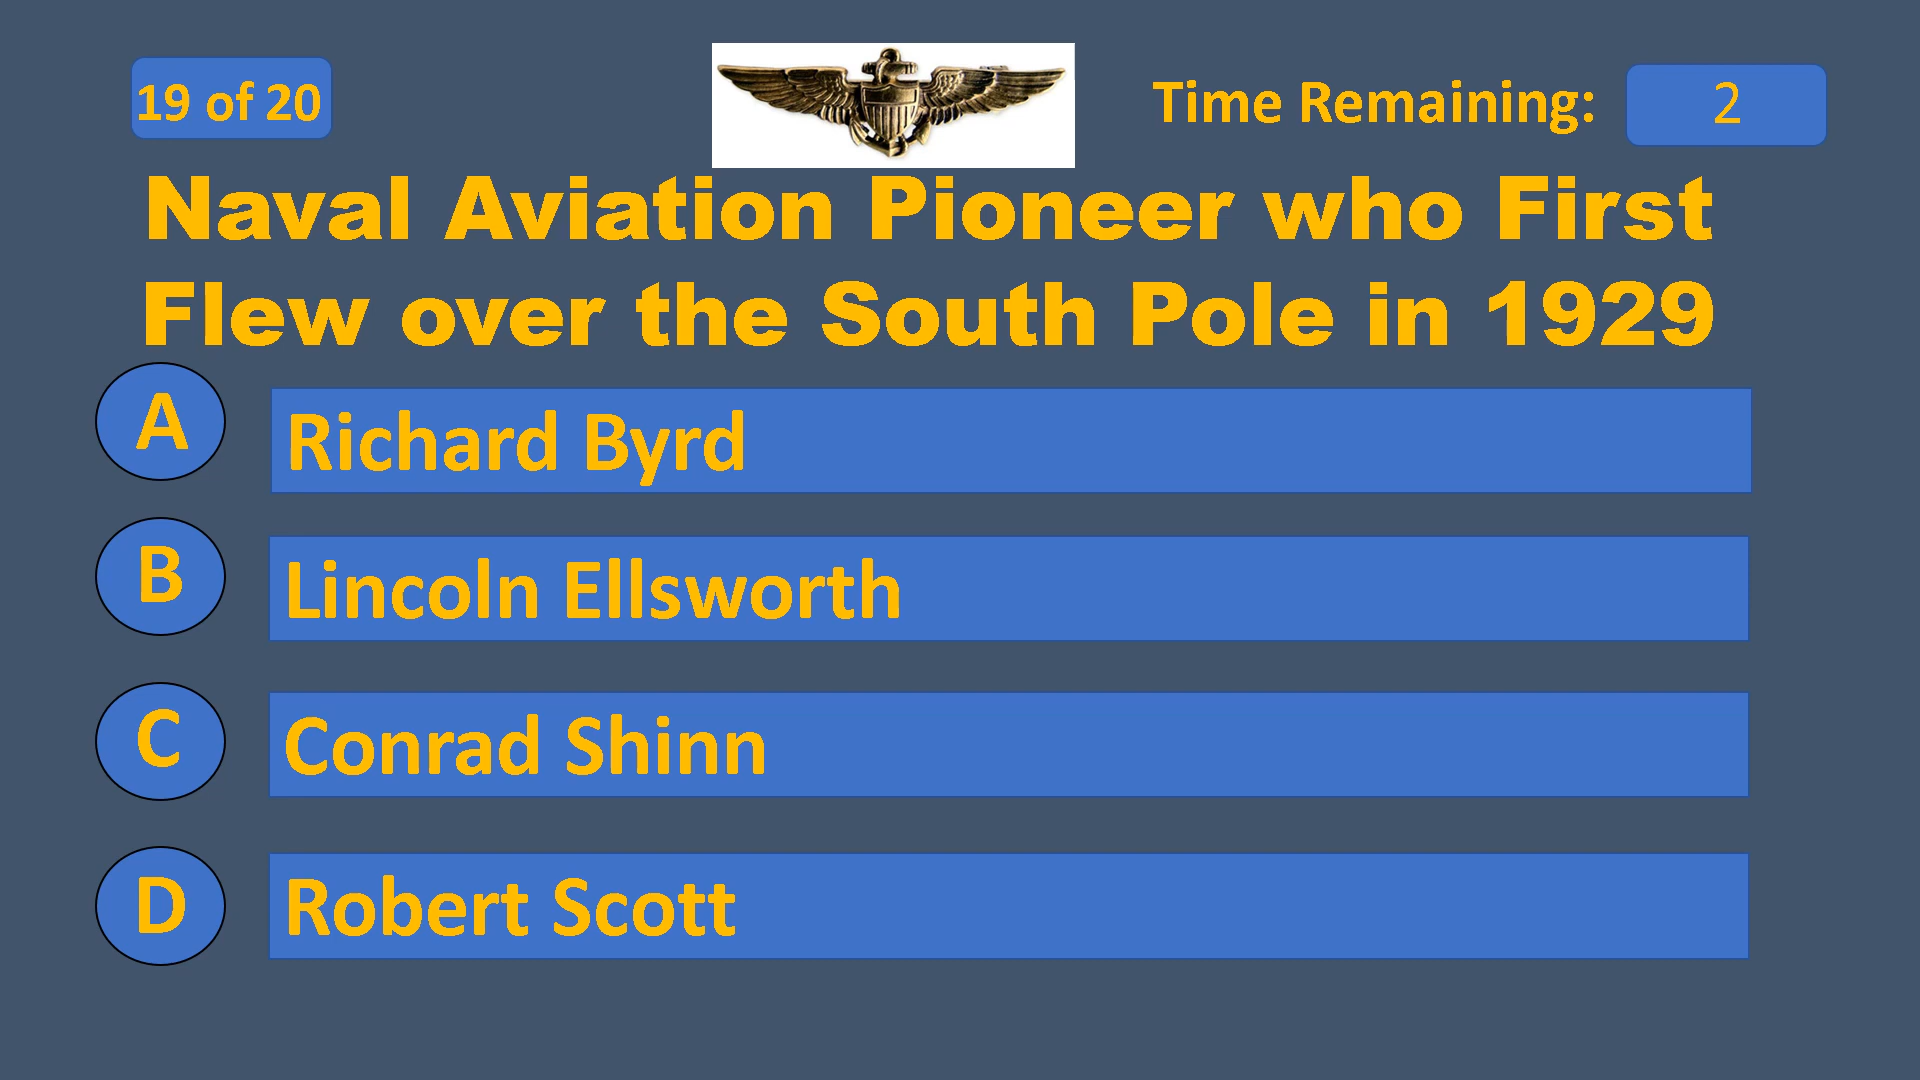 19 of 20
Time Remaining:
2
Naval Aviation Pioneer who First
Flew over the South Pole in 1929
A
Richard Byrd
B
Lincoln Ellsworth
C
Conrad Shinn
D
Robert Scott